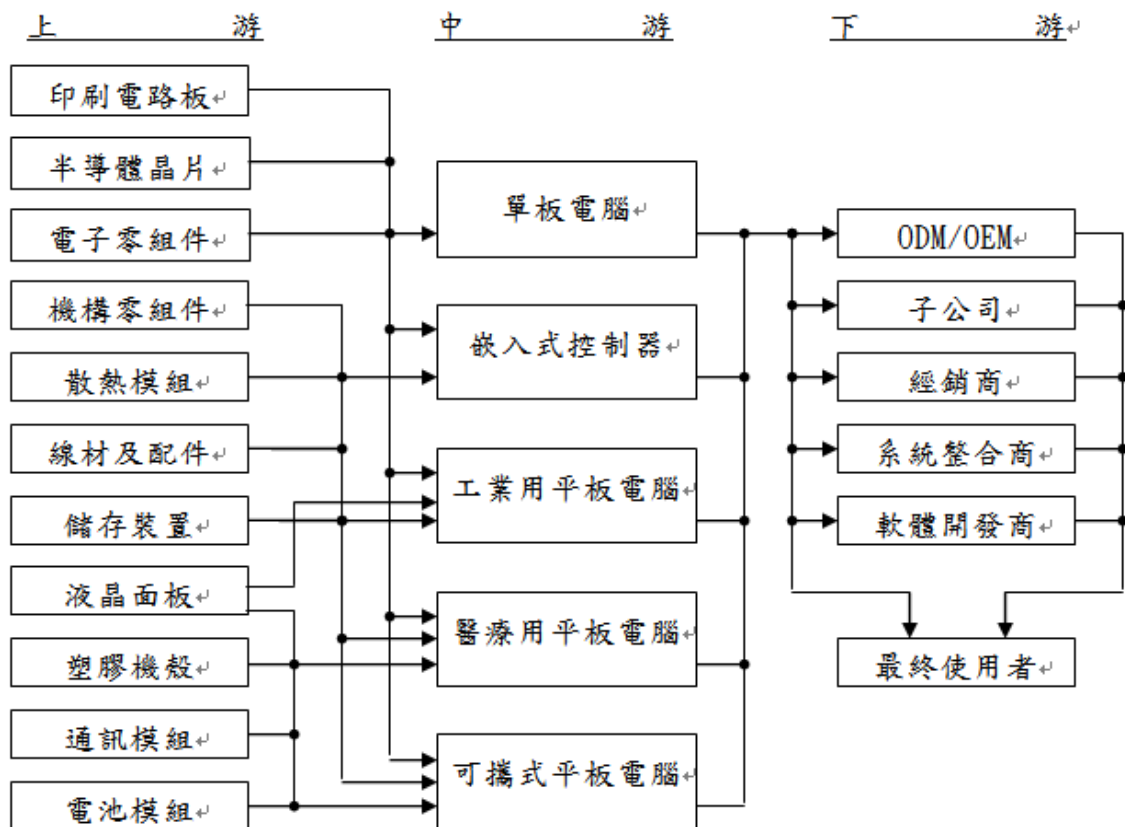 上游 中游 下游
印刷電路板
半導體晶片
電子零組件
機構零組件
散熱模組
線材及配件
儲存裝置
液晶面板
塑膠機殼
通訊模組
電池模組
單板電腦
嵌入式控制器
工業用平板電腦
醫療用平板電腦
可攜式平板電腦
ODM/OEM
子公司
經銷商
系統整合商
軟體開發商
最終使用者